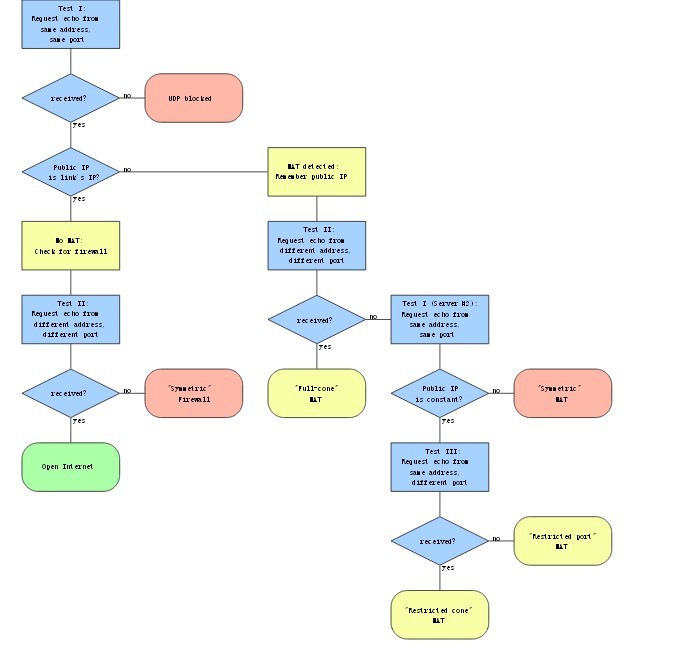 Test I:
Request echo from
same address,
same port
received?
no
UDP blocked
yes
Public IP
is link's IP?
no
NAT detected:
Remember public IP
yes
No NAT:
Check for firewall
Test II:
Request echo from
different address,
different port
Test II:
Request echo from
different address,
different port
received?
no
Test I (Server NO):
Request echo from
same address,
same port
yes
received?
no
"Symmetric"
Firewall
"Full-cone"
NAT
Public IP
is constant?
no
"Symmetric"
NAT
yes
yes
Open Internet
Test III:
Request echo from
same address,
different port
received?
no
"Restricted port"
NAT
yes
"Restricted cone"
NAT